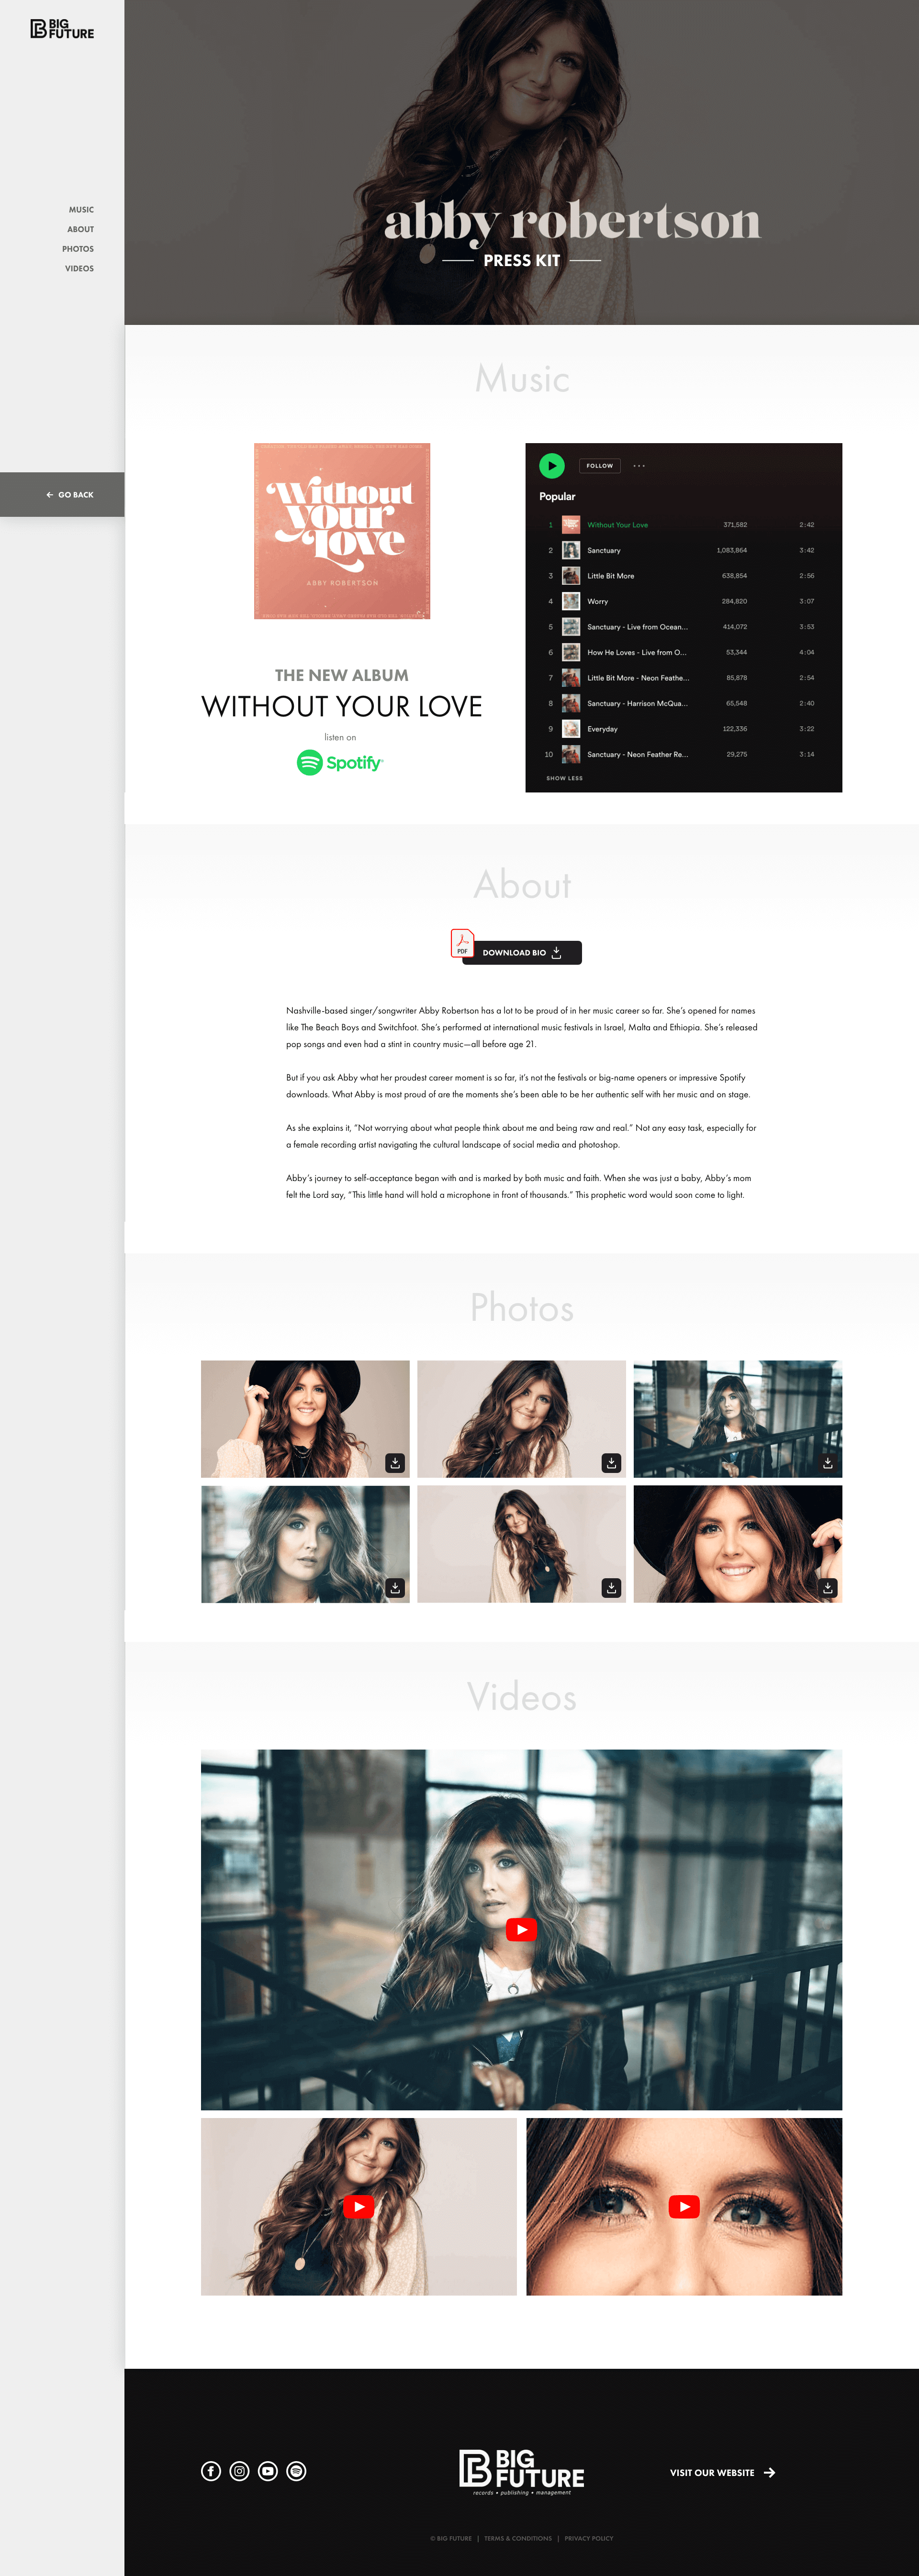 BIG
FUTURE
MUSIC
ABOUT
PHOTOS
VIDEOS
GO BACK
abby robertson
PRESS KIT
Music
Without
Your
Love
ABBY ROBERTSON
THE NEW ALBUM
WITHOUT YOUR LOVE
listen on
Spotify
FOLLOW
Popular
1 Without Your Love 371,582 2:42
2 Sanctuary 1,083,864 3:42
3 Little Bit More 638,854 2:56
4 Worry 284,820 3:07
5 Sanctuary - Live from Ocean... 414,072 3:53
6 How He Loves - Live from O... 53,344 4:04
7 Little Bit More - Neon Feathe... 85,878 2:54
8 Sanctuary - Harrison McQua... 65,548 2:40
9 Everyday 122,336 3:22
10 Sanctuary - Neon Feather Re... 29,275 3:14
SHOW LESS
About
PDF
DOWNLOAD BIO
Nashville-based singer/songwriter Abby Robertson has a lot to be proud of in her music career so far. She’s opened for names
like The Beach Boys and Switchfoot. She’s performed at international music festivals in Israel, Malta and Ethiopia. She’s released
pop songs and even had a stint in country music—all before age 21.
But if you ask Abby what her proudest career moment is so far, it’s not the festivals or big-name openers or impressive Spotify
downloads. What Abby is most proud of are the moments she’s been able to be her authentic self with her music and on stage.
As she explains it, “Not worrying about what people think about me and being raw and real.” Not any easy task, especially for
a female recording artist navigating the cultural landscape of social media and photoshop.
Abby’s journey to self-acceptance began with and is marked by both music and faith. When she was just a baby, Abby’s mom
felt the Lord say, “This little hand will hold a microphone in front of thousands.” This prophetic word would soon come to light.
Photos
Videos
BIG
FUTURE
records • publishing • management
VISIT OUR WEBSITE
© BIG FUTURE | TERMS & CONDITIONS | PRIVACY POLICY